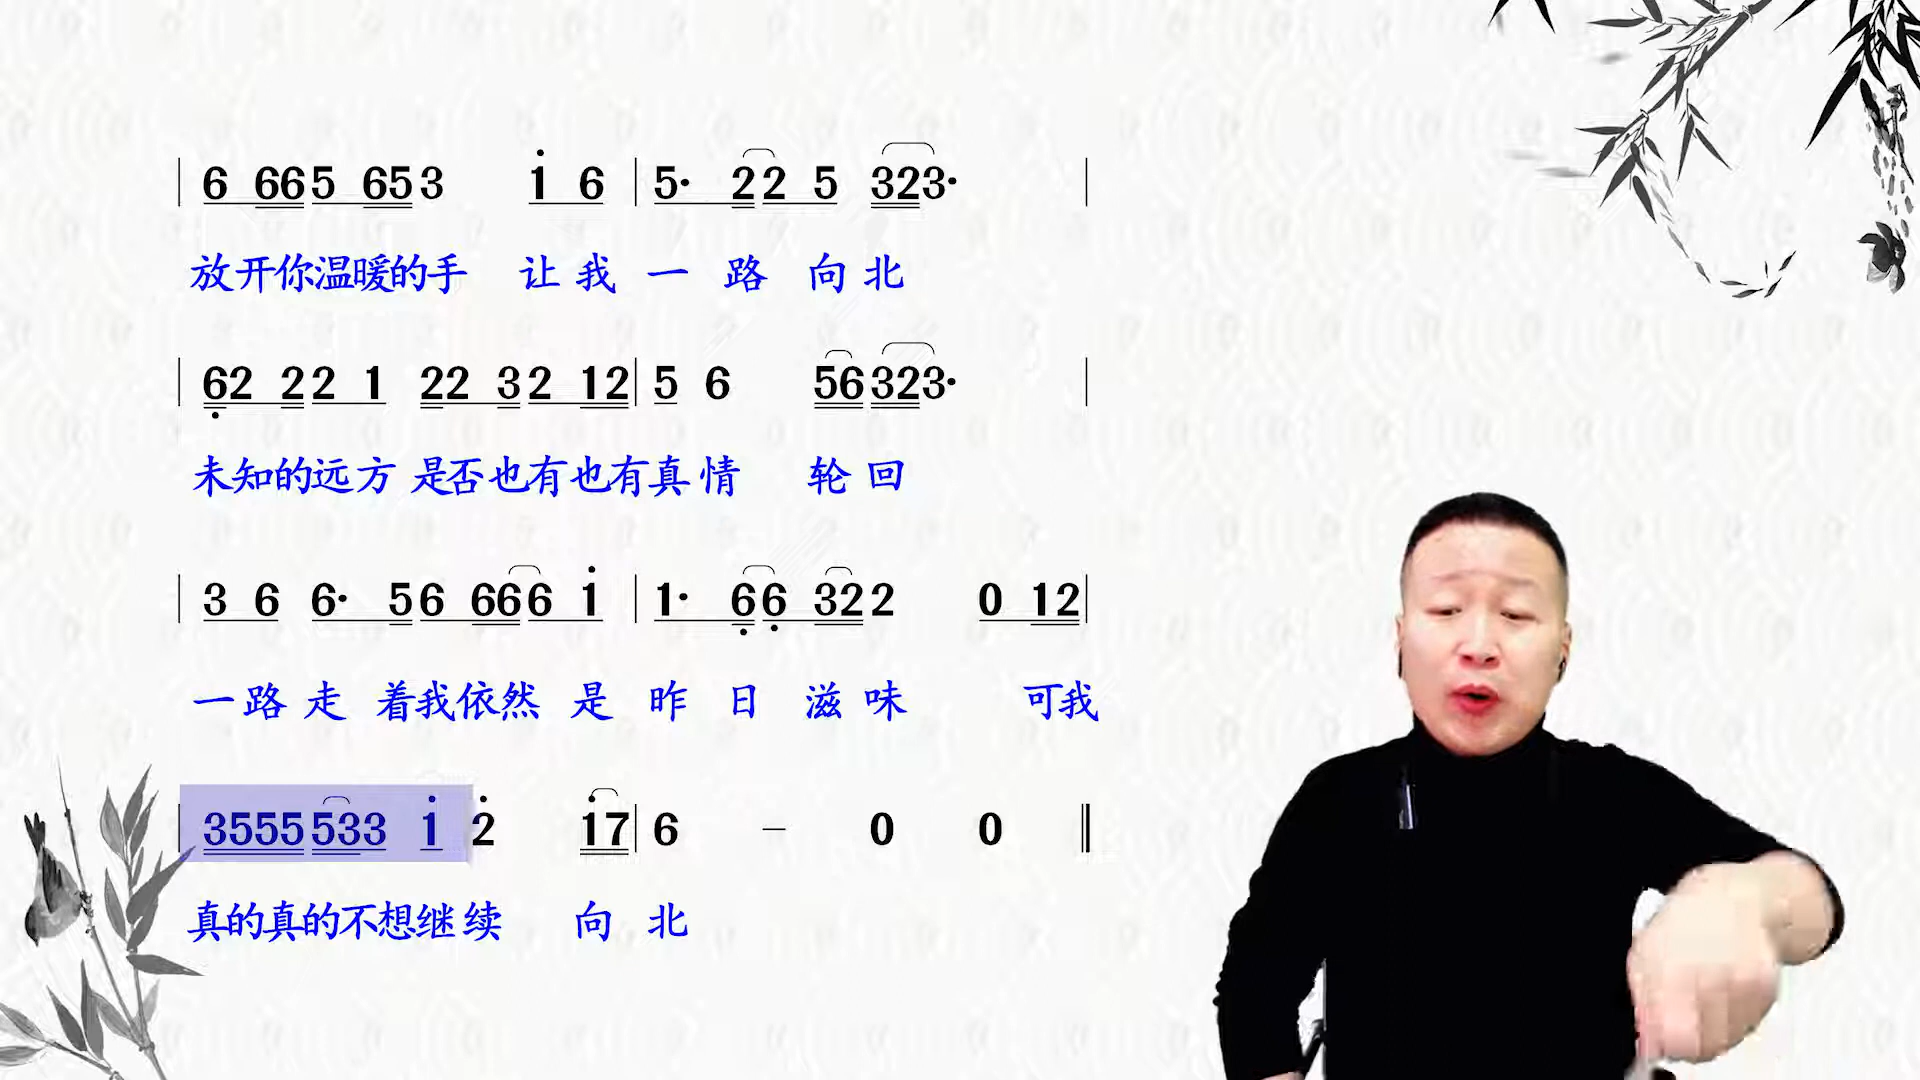 6 665 653 i 6 5· 22 5 323·
放开你温暖的手 让我 一 路 向北
62 22 1 22 32 12 5 6 56323·
未知的远方 是否也有也有真情 轮回
3 6 6· 56 666 i 1· 66 322 0 12
一路走 着我依然 是 昨 日 滋味 可我
3555533 i 2 i7 6 – 0 0
真的真的不想继续 向 北